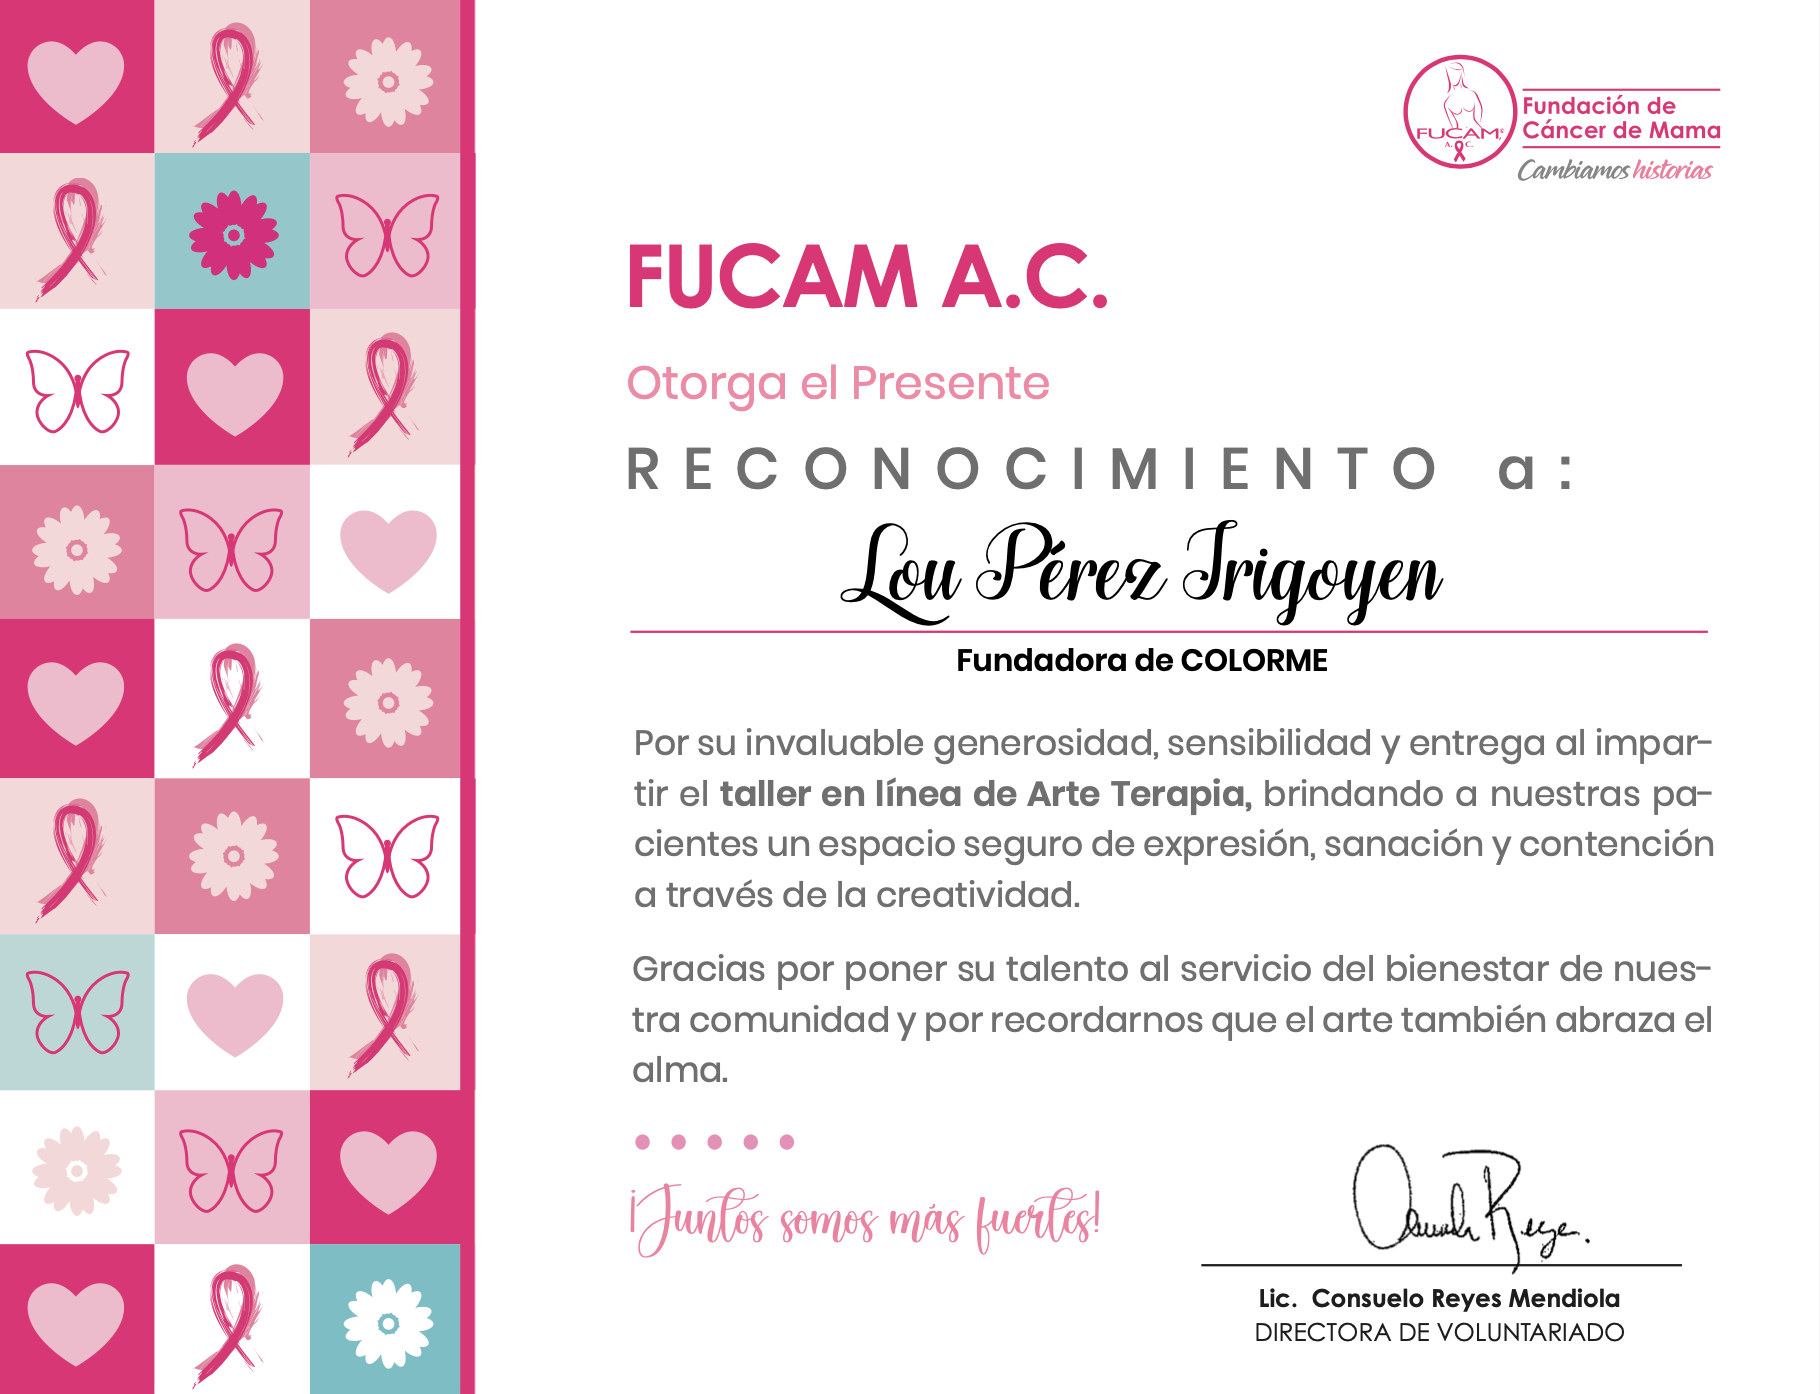 FUCAM
A. C.
Fundación de
Cáncer de Mama
Cambiamos historias
FUCAM A.C.
Otorga el Presente
RECONOCIMIENTO a:
Lou Pérez Irigoyen
Fundadora de COLORME
Por su invaluable generosidad, sensibilidad y entrega al impar-
tir el taller en línea de Arte Terapia, brindando a nuestras pa-
cientes un espacio seguro de expresión, sanación y contención
a través de la creatividad.
Gracias por poner su talento al servicio del bienestar de nues-
tra comunidad y por recordarnos que el arte también abraza el
alma.
¡Juntos somos más fuertes!
Lic. Consuelo Reyes Mendiola
DIRECTORA DE VOLUNTARIADO